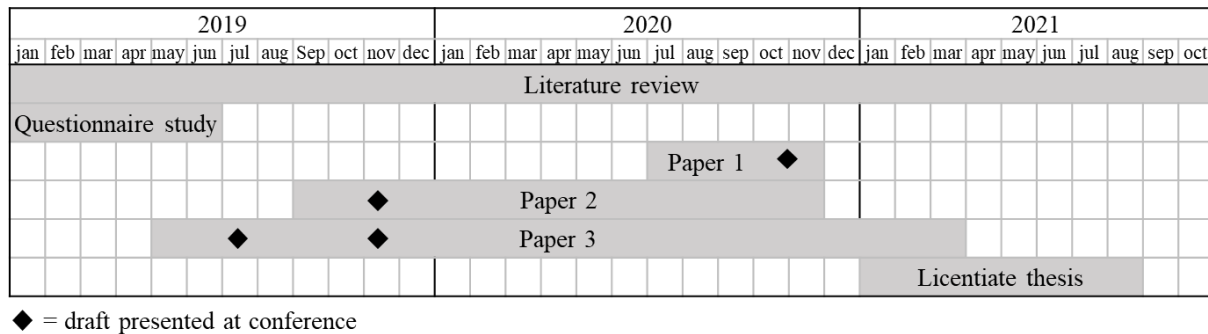 2019 2020 2021
jan feb mar apr may jun jul aug Sep oct nov dec jan feb mar apr may jun jul aug sep oct nov dec jan feb mar apr may jun jul aug sep oct
Literature review
Questionnaire study
Paper 1 ◆
◆ Paper 2
◆ ◆ Paper 3
Licentiate thesis
◆ = draft presented at conference